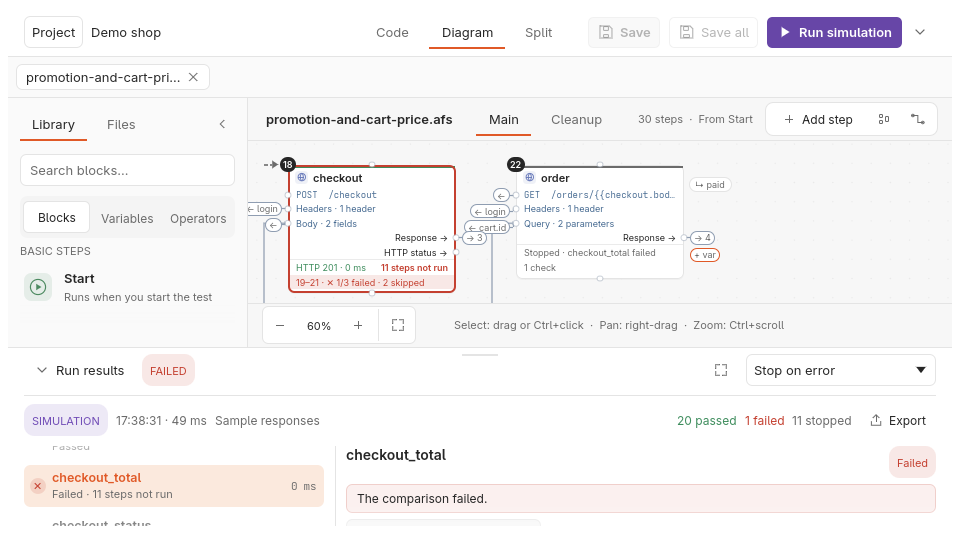 Project Demo shop Code Diagram Split Save Save all Run simulation
promotion-and-cart-pri...
Library Files
promotion-and-cart-price.afs Main Cleanup 30 steps · From Start Add step
Search blocks...
Blocks Variables Operators
BASIC STEPS
Start
Runs when you start the test
18
checkout
POST /checkout
Headers · 1 header
Body · 2 fields
Response →
HTTP status →
HTTP 201 · 0 ms 11 steps not run
19–21 · × 1/3 failed · 2 skipped
← login
←
→ 3
22
order
GET /orders/{{checkout.bod…
Headers · 1 header
Query · 2 parameters
Response →
Stopped · checkout_total failed
1 check
←
← login
← cart.id
→ 4
↳ paid
+ var
− 60% +
Select: drag or Ctrl+click · Pan: right-drag · Zoom: Ctrl+scroll
Run results FAILED Stop on error
SIMULATION 17:38:31 · 49 ms Sample responses 20 passed 1 failed 11 stopped Export
Passed
checkout_total
Failed · 11 steps not run
0 ms
checkout_status
checkout_total
Failed
The comparison failed.